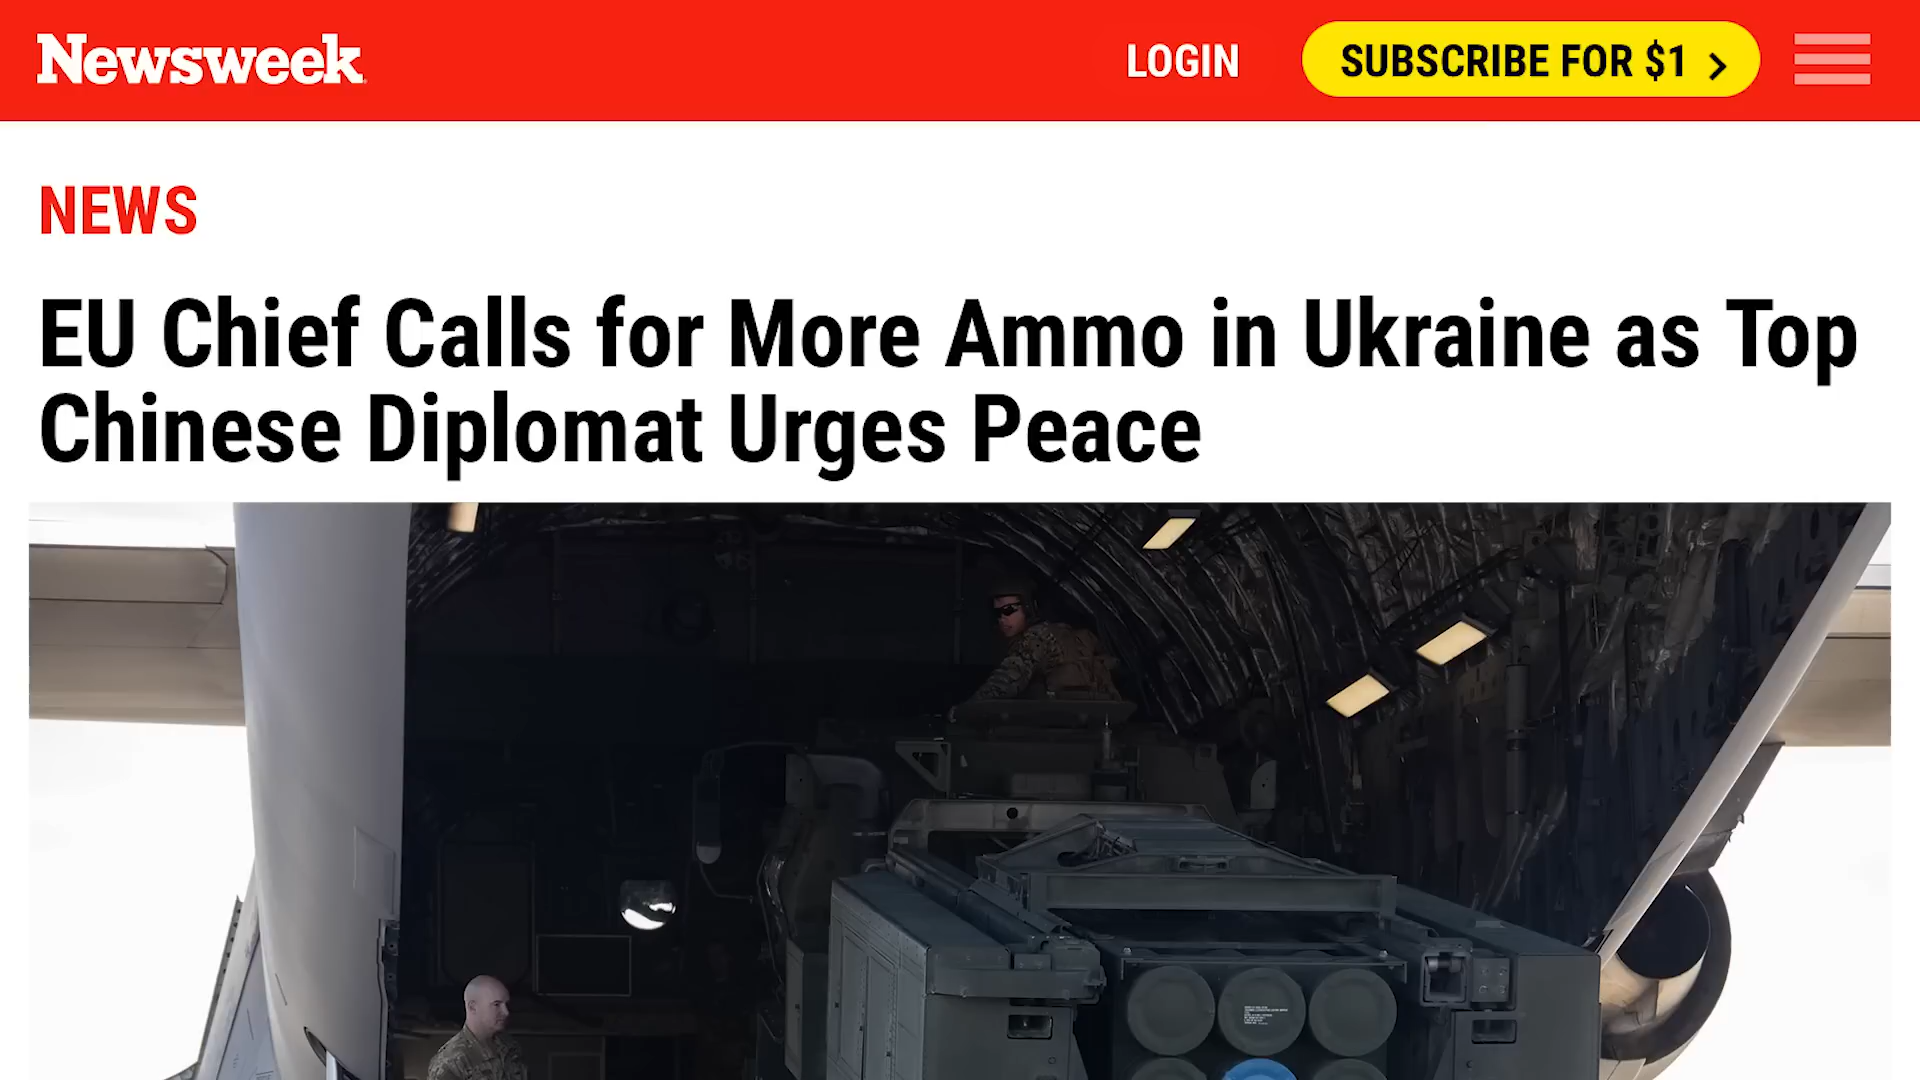 Newsweek
LOGIN
SUBSCRIBE FOR $1
NEWS
EU Chief Calls for More Ammo in Ukraine as Top
Chinese Diplomat Urges Peace